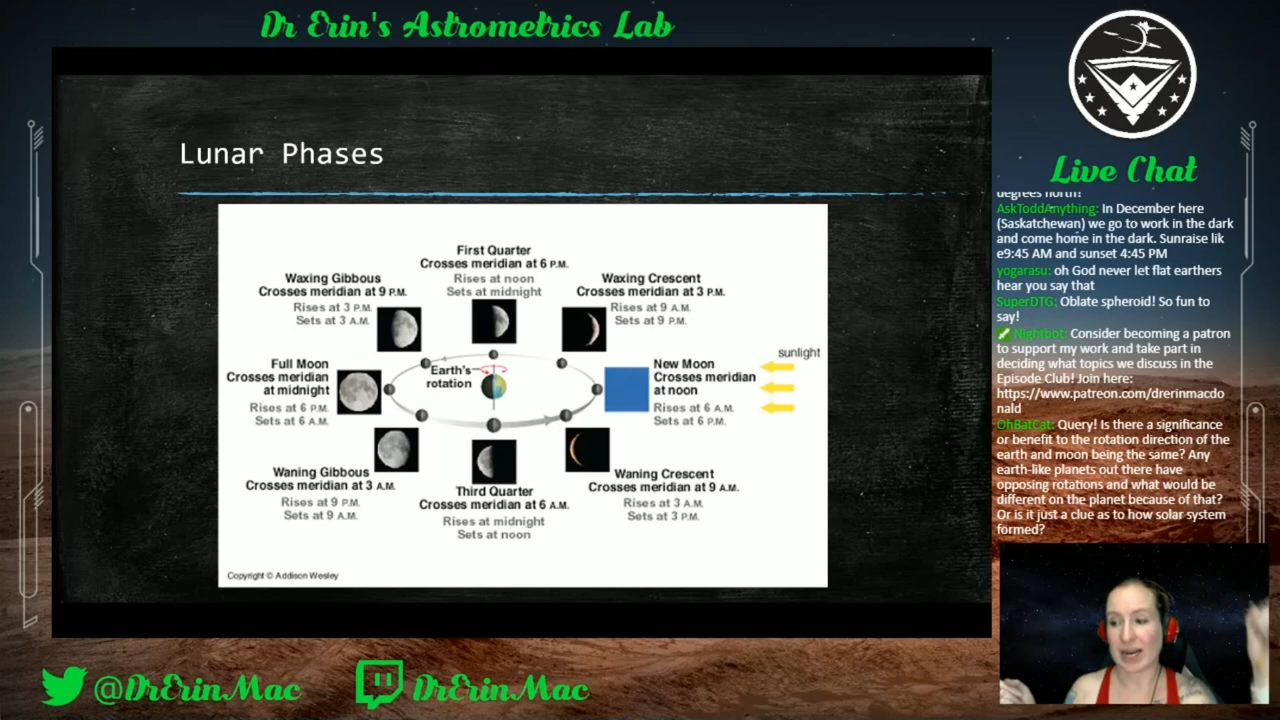 Dr Erin's Astrometrics Lab
Lunar Phases
First Quarter
Crosses meridian at 6 P.M.
Rises at noon
Sets at midnight
Waxing Gibbous
Crosses meridian at 9 P.M.
Rises at 3 P.M.
Sets at 3 A.M.
Waxing Crescent
Crosses meridian at 3 P.M.
Rises at 9 A.M.
Sets at 9 P.M.
Full Moon
Crosses meridian
at midnight
Rises at 6 P.M.
Sets at 6 A.M.
Earth's
rotation
New Moon
Crosses meridian
at noon
Rises at 6 A.M.
Sets at 6 P.M.
sunlight
Waning Gibbous
Crosses meridian at 3 A.M.
Rises at 9 P.M.
Sets at 9 A.M.
Third Quarter
Crosses meridian at 6 A.M.
Rises at midnight
Sets at noon
Waning Crescent
Crosses meridian at 9 A.M.
Rises at 3 A.M.
Sets at 3 P.M.
Copyright © Addison Wesley
Live Chat
degrees north!
AskToddAnything: In December here
(Saskatchewan) we go to work in the dark
and come home in the dark. Sunraise lik
e9:45 AM and sunset 4:45 PM
yogarasu: oh God never let flat earthers
hear you say that
SuperDTG: Oblate spheroid! So fun to
say!
Nightbot: Consider becoming a patron
to support my work and take part in
deciding what topics we discuss in the
Episode Club! Join here:
https://www.patreon.com/drerinmacdo
nald
OhBatCat: Query! Is there a significance
or benefit to the rotation direction of the
earth and moon being the same? Any
earth-like planets out there have
opposing rotations and what would be
different on the planet because of that?
Or is it just a clue as to how solar system
formed?
@DrErinMac
DrErinMac